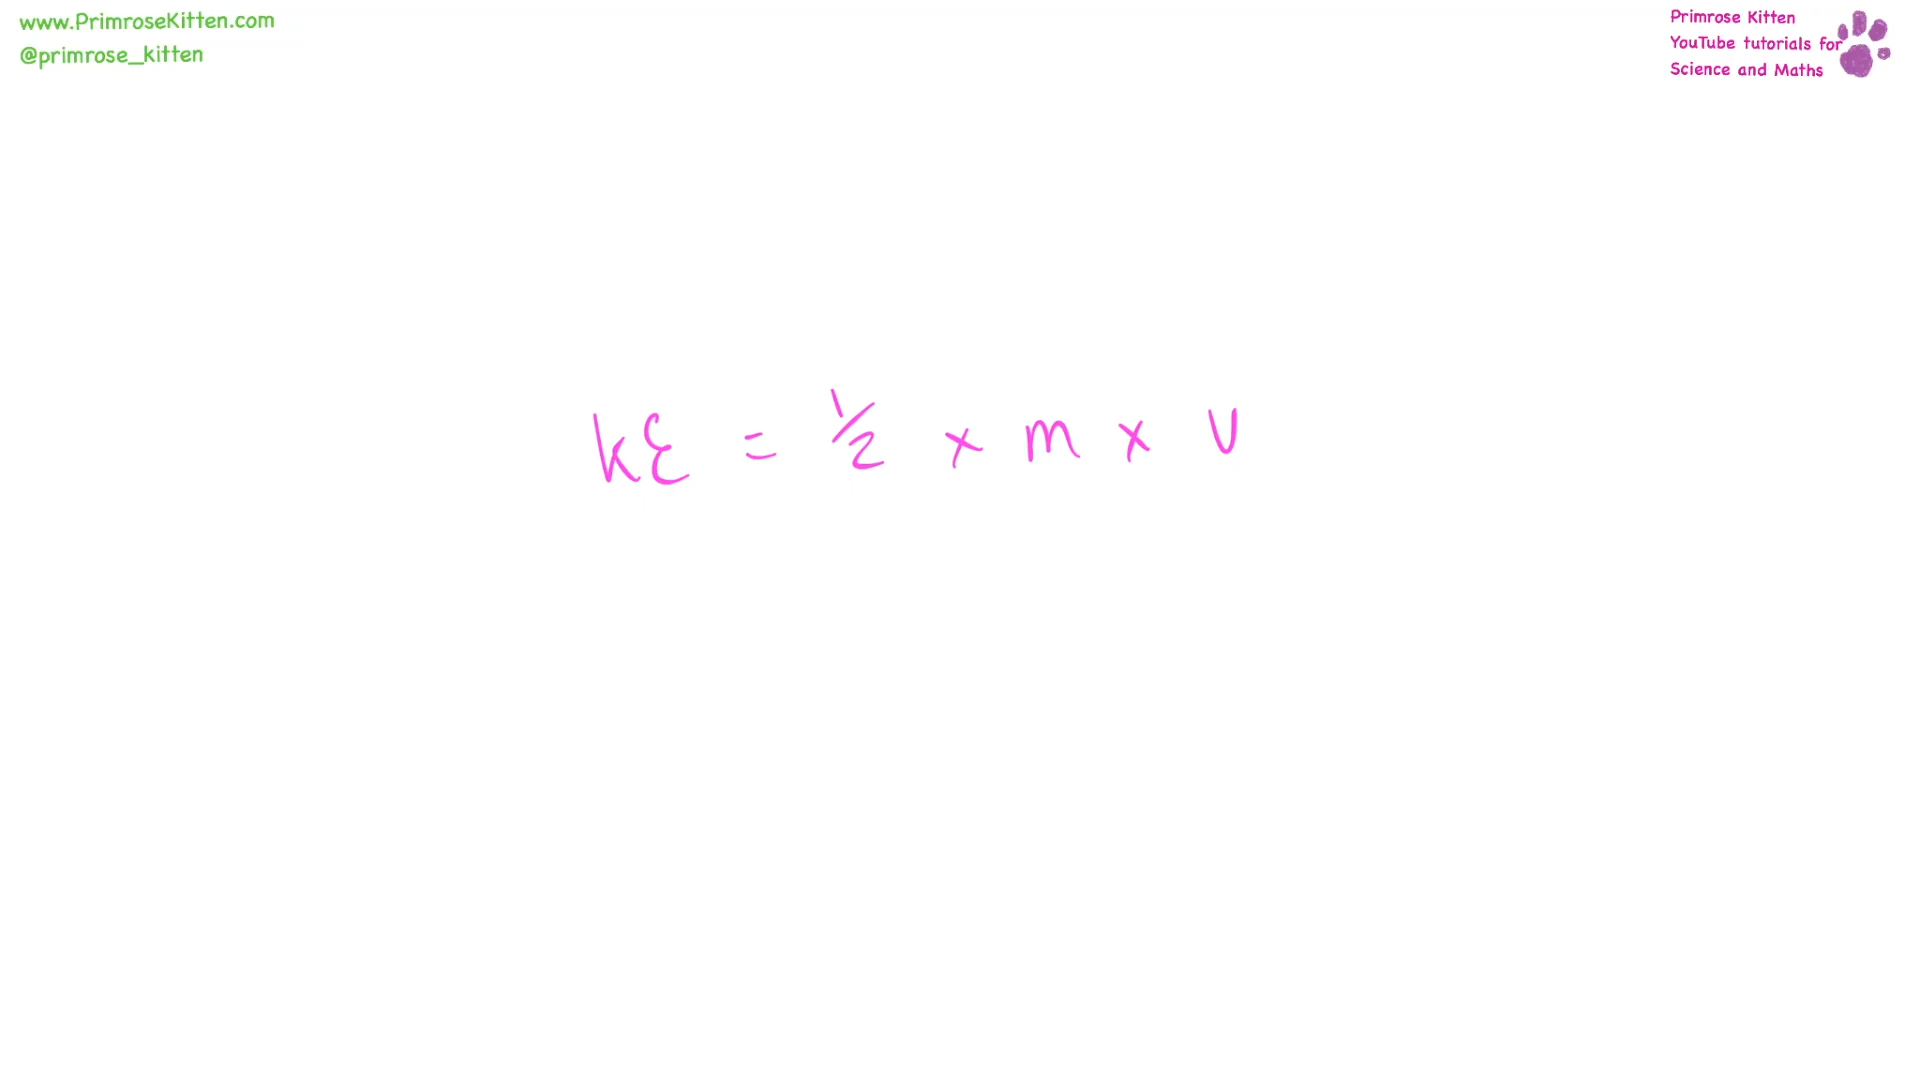 www.PrimroseKitten.com
@primrose_kitten
Primrose Kitten
YouTube tutorials for
Science and Maths
KE = ½ × m × v